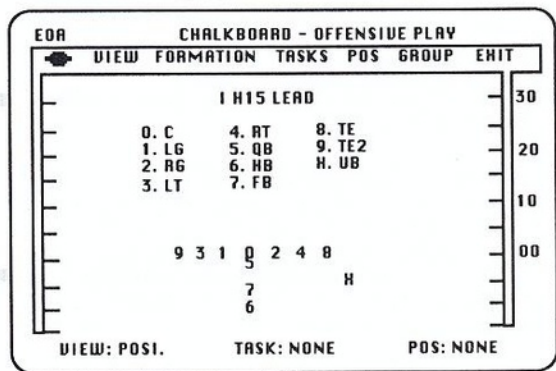 EOA CHALKBOARD - OFFENSIVE PLAY
VIEW FORMATION TASKS POS GROUP EXIT
I H15 LEAD
30
0. C 4. RT 8. TE
1. LG 5. QB 9. TE2
20
2. RG 6. HB H. UB
3. LT 7. FB
10
9 3 1 0 2 4 8
00
5
H
7
6
VIEW: POSI. TASK: NONE POS: NONE